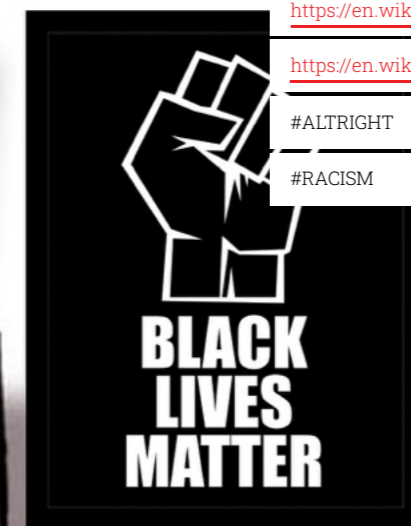 https://en.wik
https://en.wik
#ALTRIGHT
#RACISM
BLACK
LIVES
MATTER